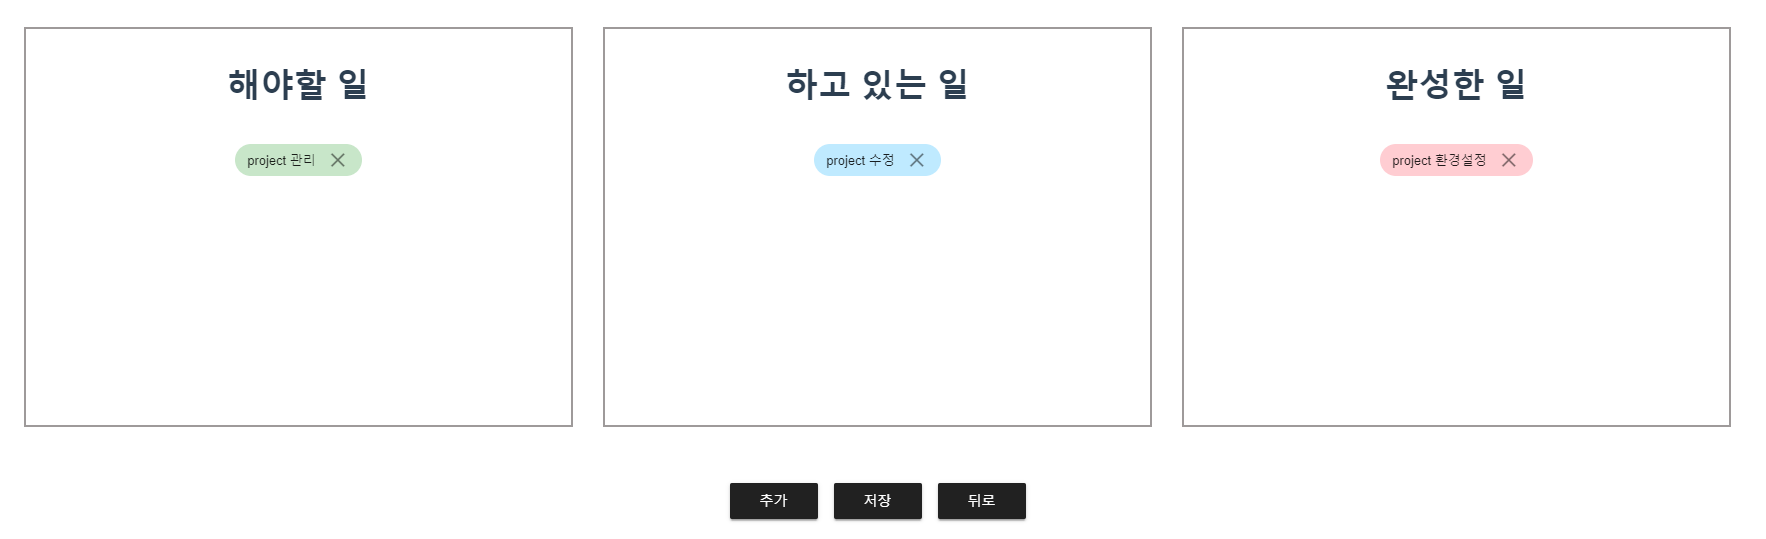 해야할 일
project 관리
하고 있는 일
project 수정
완성한 일
project 환경설정
추가
저장
뒤로